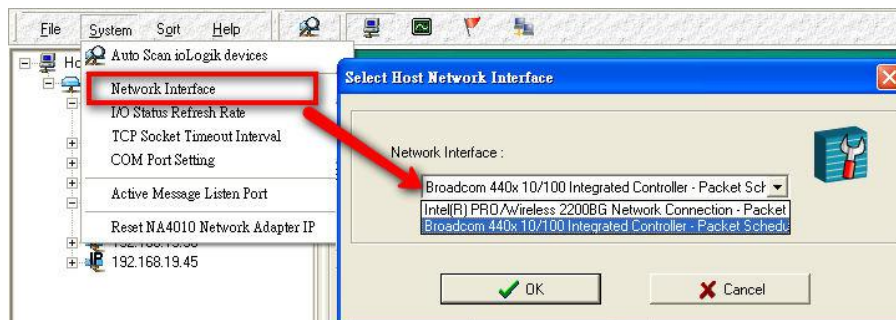 File System Sort Help
Ho
Auto Scan ioLogik devices
Network Interface
I/O Status Refresh Rate
TCP Socket Timeout Interval
COM Port Setting
Active Message Listen Port
Reset NA4010 Network Adapter IP
192.168.19.45
Select Host Network Interface
Network Interface :
Broadcom 440x 10/100 Integrated Controller - Packet Sch
Intel(R) PRO/Wireless 2200BG Network Connection - Packet
Broadcom 440x 10/100 Integrated Controller - Packet Schedu
OK
Cancel